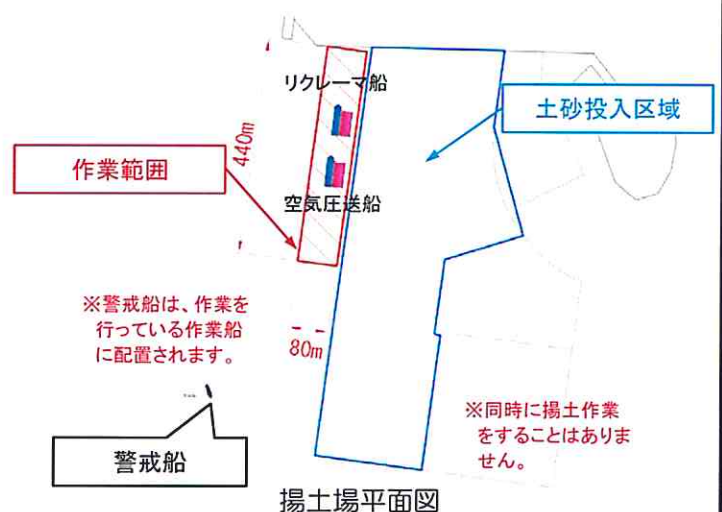 リクレーマ船
440m
土砂投入区域
作業範囲
空気圧送船
※警戒船は、作業を
行っている作業船
に配置されます。
80m
※同時に揚土作業
をすることはありま
せん。
警戒船
揚土場平面図